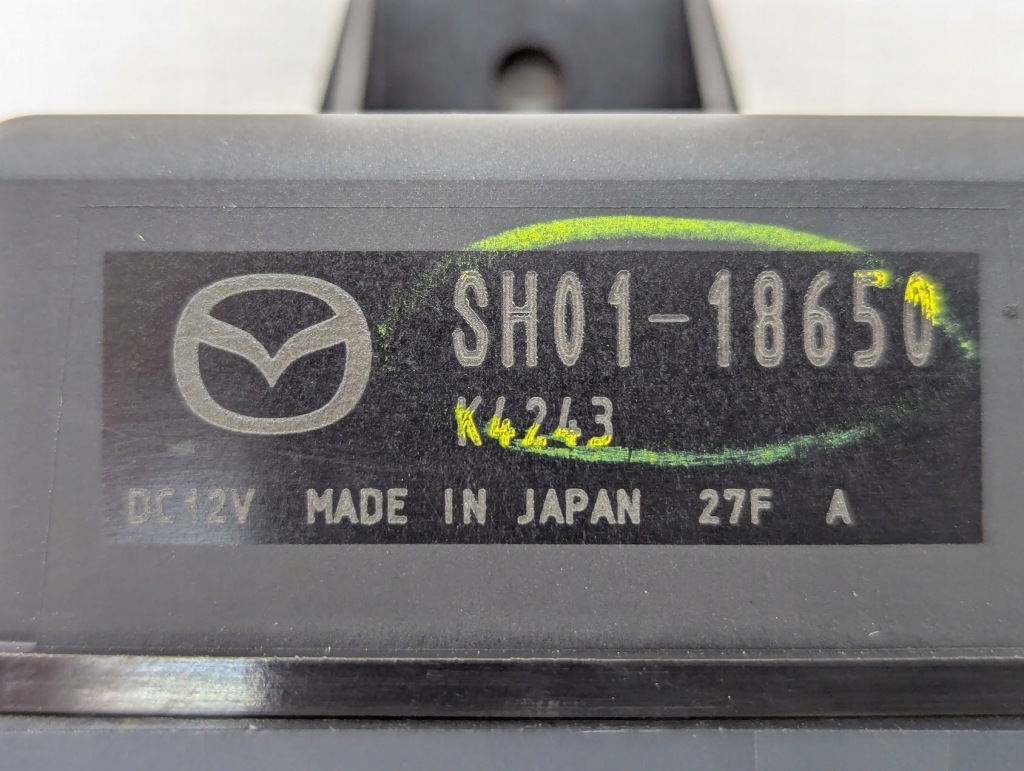 SH01-18650
K4243
DC12V MADE IN JAPAN 27F A